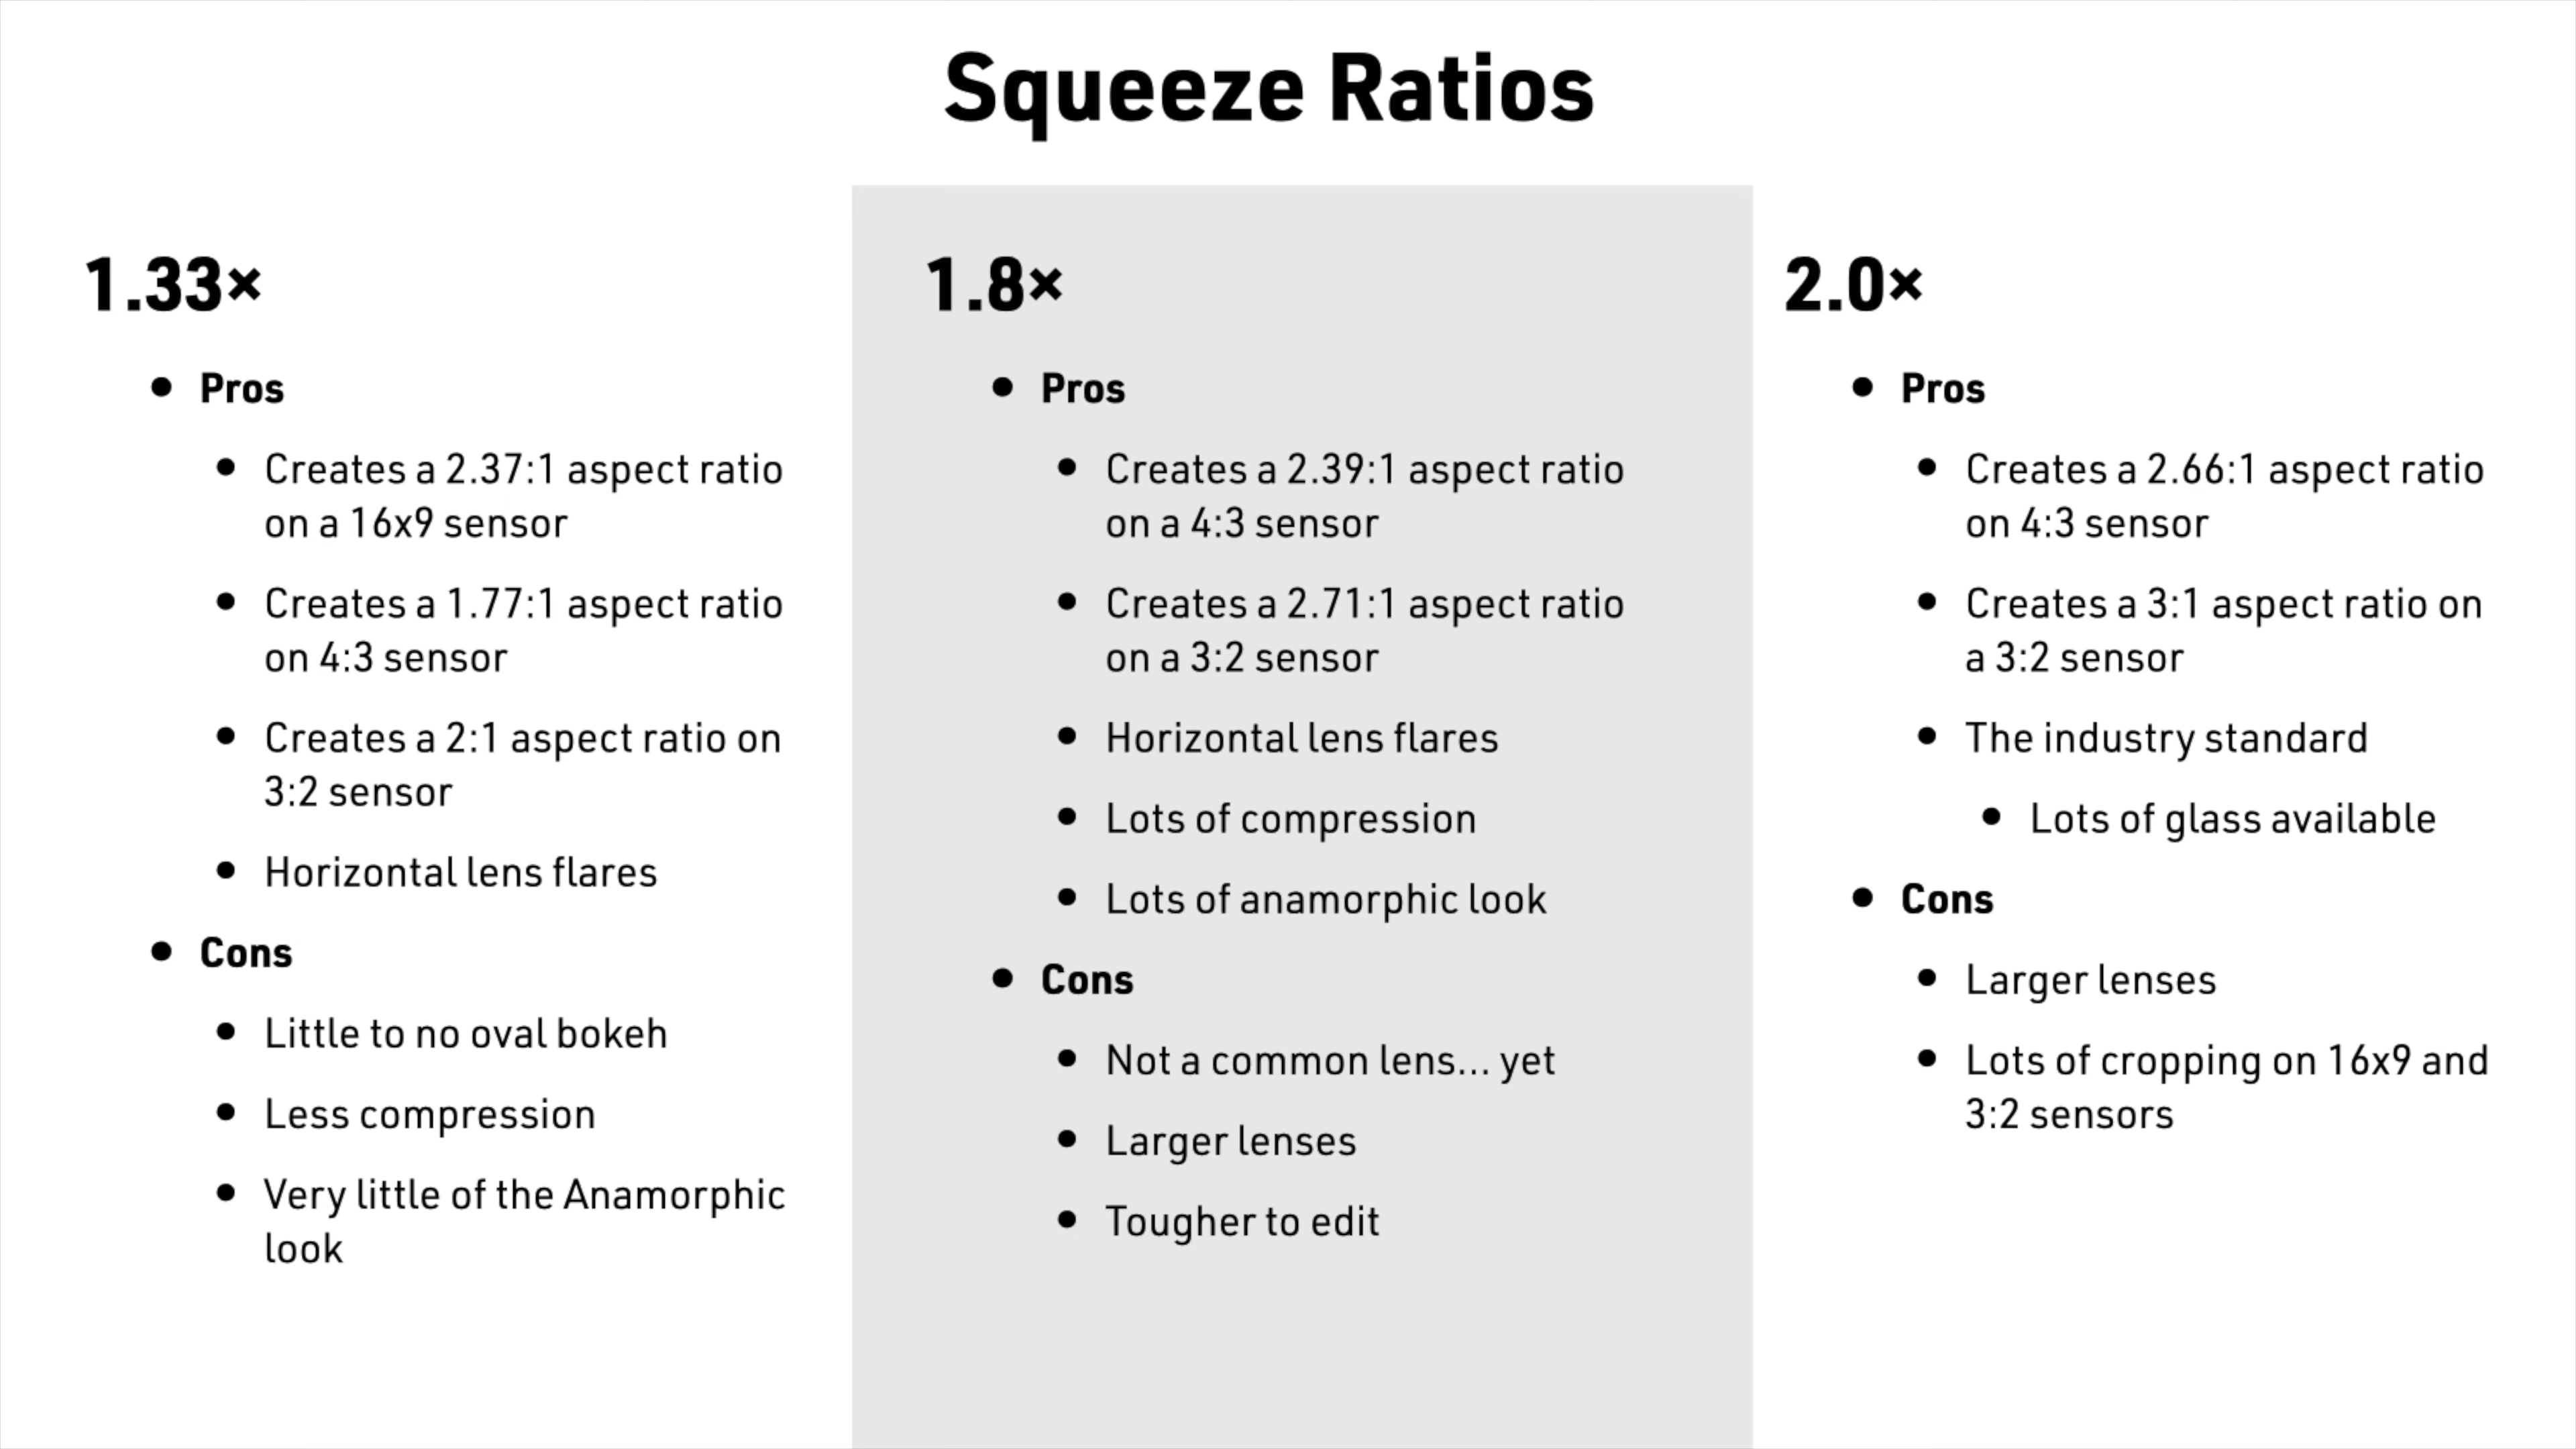 Squeeze Ratios
1.33×
• Pros
• Creates a 2.37:1 aspect ratio
on a 16x9 sensor
• Creates a 1.77:1 aspect ratio
on 4:3 sensor
• Creates a 2:1 aspect ratio on
3:2 sensor
• Horizontal lens flares
• Cons
• Little to no oval bokeh
• Less compression
• Very little of the Anamorphic
look
1.8×
• Pros
• Creates a 2.39:1 aspect ratio
on a 4:3 sensor
• Creates a 2.71:1 aspect ratio
on a 3:2 sensor
• Horizontal lens flares
• Lots of compression
• Lots of anamorphic look
• Cons
• Not a common lens... yet
• Larger lenses
• Tougher to edit
2.0×
• Pros
• Creates a 2.66:1 aspect ratio
on 4:3 sensor
• Creates a 3:1 aspect ratio on
a 3:2 sensor
• The industry standard
• Lots of glass available
• Cons
• Larger lenses
• Lots of cropping on 16x9 and
3:2 sensors